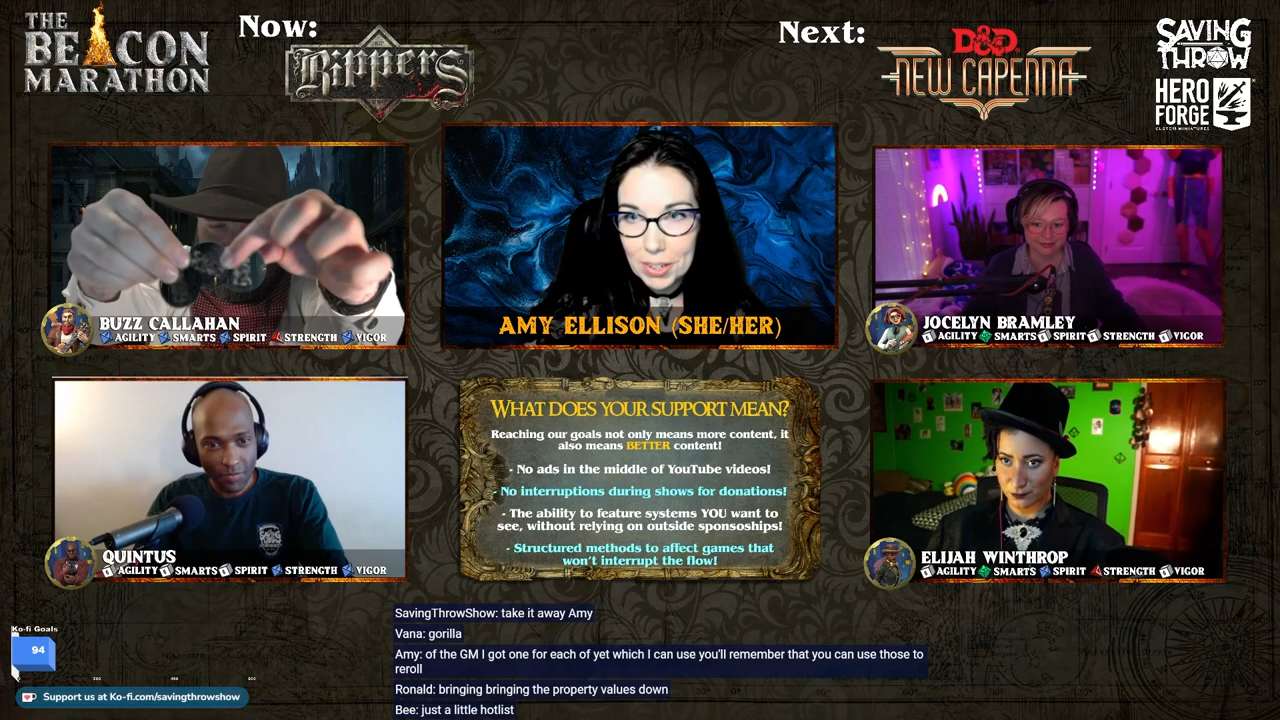 THE
BEACON
MARATHON
Now:
Rippers
Next:
D&D
NEW CAPENNA
SAVING
THROW
HERO
FORGE
CUSTOM MINIATURES
BUZZ CALLAHAN
AGILITY SMARTS SPIRIT STRENGTH VIGOR
AMY ELLISON (SHE/HER)
JOCELYN BRAMLEY
AGILITY SMARTS SPIRIT STRENGTH VIGOR
QUINTUS
AGILITY SMARTS SPIRIT STRENGTH VIGOR
WHAT DOES YOUR SUPPORT MEAN?
Reaching our goals not only means more content, it
also means BETTER content!
- No ads in the middle of YouTube videos!
- No interruptions during shows for donations!
- The ability to feature systems YOU want to
see, without relying on outside sponsoships!
- Structured methods to affect games that
won't interrupt the flow!
ELIJAH WINTHROP
AGILITY SMARTS SPIRIT STRENGTH VIGOR
SavingThrowShow: take it away Amy
Vana: gorilla
Amy: of the GM I got one for each of yet which I can use you'll remember that you can use those to
reroll
Ronald: bringing bringing the property values down
Bee: just a little hotlist
Ko-fi Goals
94
Support us at Ko-fi.com/savingthrowshow